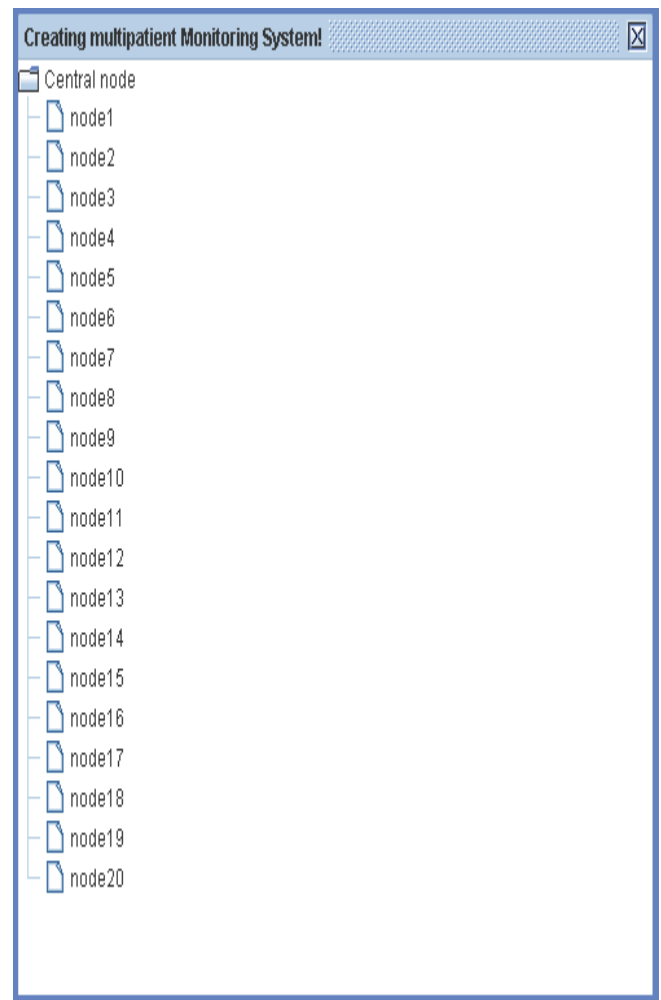 Creating multipatient Monitoring System!
Central node
node1
node2
node3
node4
node5
node6
node7
node8
node9
node10
node11
node12
node13
node14
node15
node16
node17
node18
node19
node20